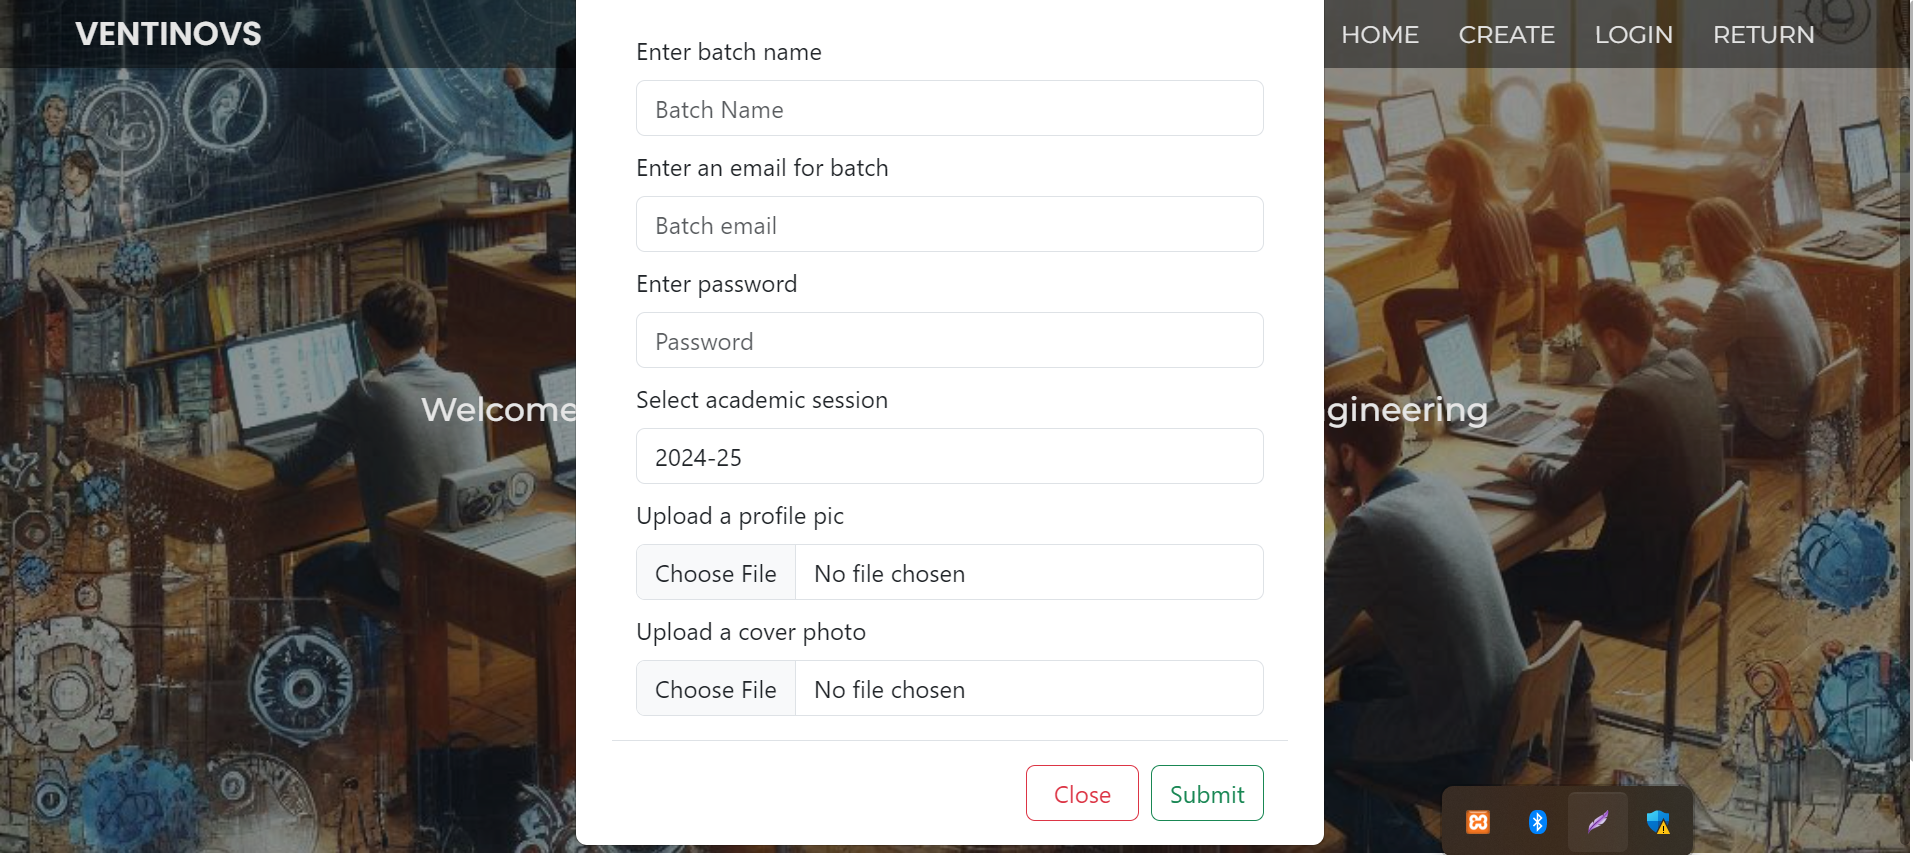 VENTINOVS
HOME CREATE LOGIN RETURN
Enter batch name
Batch Name
Enter an email for batch
Batch email
Enter password
Password
Select academic session
2024-25
Welcome
gineering
Upload a profile pic
Choose File No file chosen
Upload a cover photo
Choose File No file chosen
Close Submit